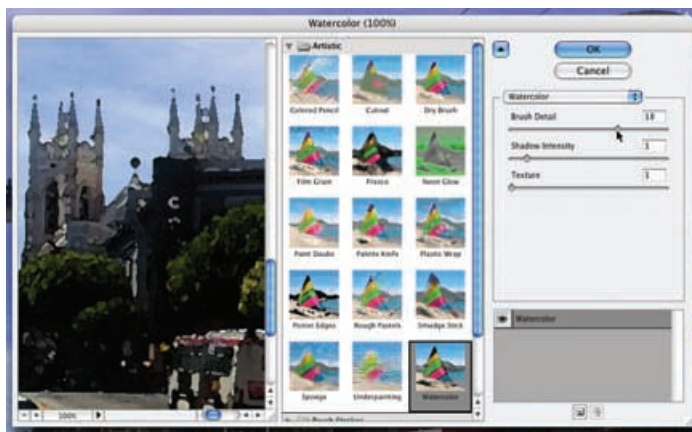 Watercolor (100%)
Artistic
Colored Pencil
Cutout
Dry Brush
Film Grain
Fresco
Neon Glow
Paint Daubs
Palette Knife
Plastic Wrap
Poster Edges
Rough Pastels
Smudge Stick
Sponge
Underpainting
Watercolor
Brush Strokes
100%
OK
Cancel
Watercolor
Brush Detail
Shadow Intensity
1
Texture
1
Watercolor